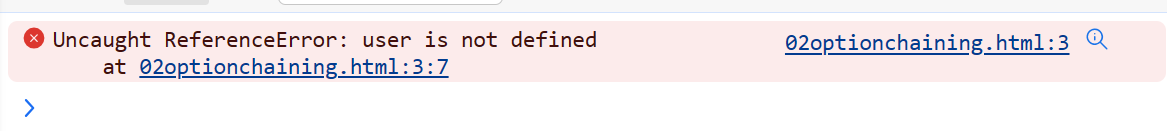 Uncaught ReferenceError: user is not defined 02optionchaining.html:3
at 02optionchaining.html:3:7